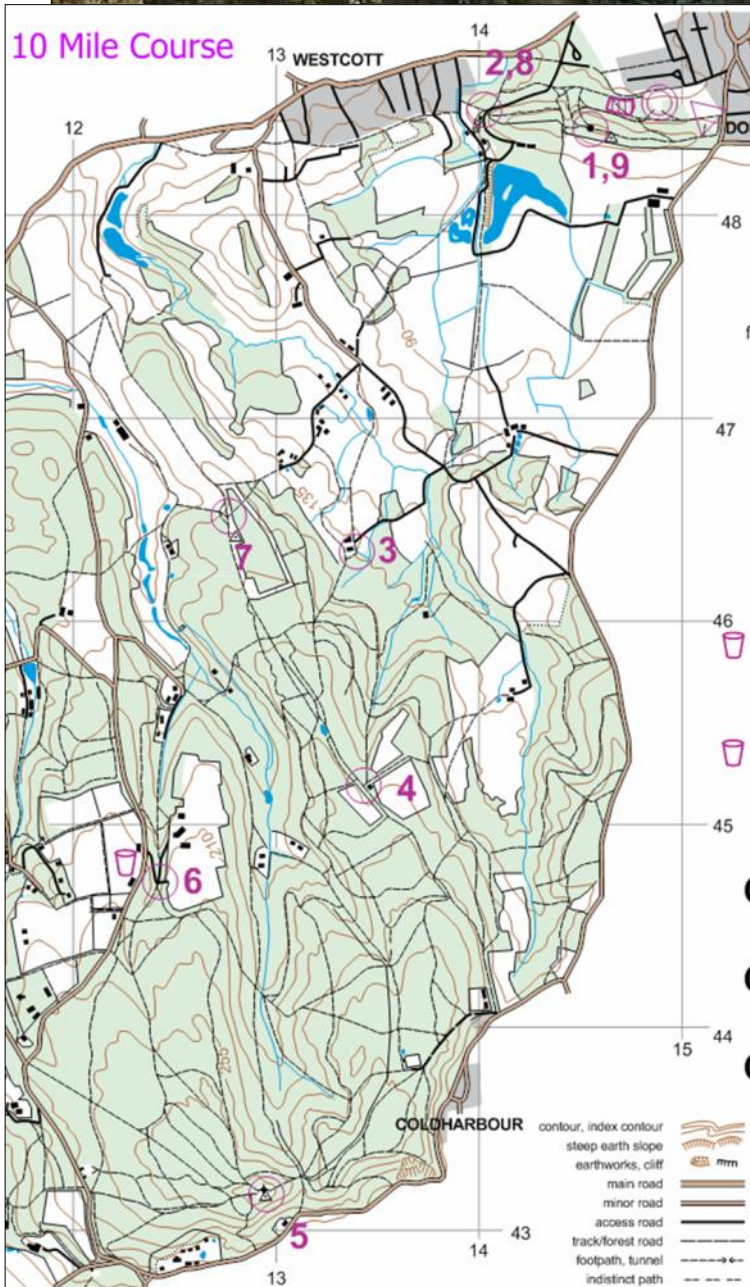 10 Mile Course
14
13
WESTCOTT
2,8
12
DO
1,9
48
f
90
47
135
7
3
46
4
45
210
6
44
255
15
COLDHARBOUR
contour, index contour
steep earth slope
earthworks, cliff
main road
minor road
access road
track/forest road
footpath, tunnel
indistinct path
5
43
13
14